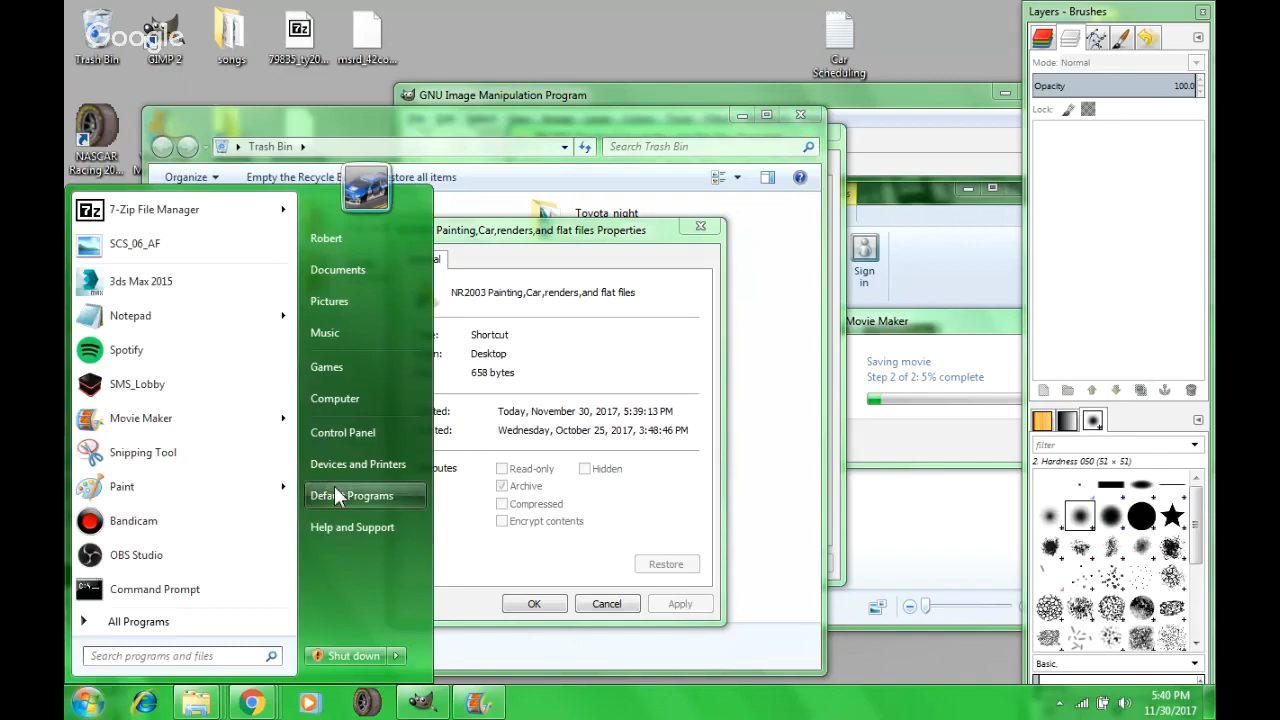 Google
Trash Bin
GIMP 2
songs
79835_ty20...
msrd_42co...
Car
Scheduling
NASCAR
Racing 20...
Layers - Brushes
Mode: Normal
Opacity 100.0
Lock:
GNU Image Manipulation Program
Trash Bin
Search Trash Bin
Organize
Empty the Recycle B
store all items
Toyota_night
Painting,Car,renders,and flat files Properties
al
NR2003 Painting,Car,renders,and flat files
Shortcut
Desktop
658 bytes
Today, November 30, 2017, 5:39:13 PM
Wednesday, October 25, 2017, 3:48:46 PM
Read-only
Hidden
Archive
Compressed
Encrypt contents
Restore
OK
Cancel
Apply
Sign
in
Movie Maker
Saving movie
Step 2 of 2: 5% complete
7-Zip File Manager
SCS_06_AF
3ds Max 2015
Notepad
Spotify
SMS_Lobby
Movie Maker
Snipping Tool
Paint
Bandicam
OBS Studio
Command Prompt
All Programs
Search programs and files
Robert
Documents
Pictures
Music
Games
Computer
Control Panel
Devices and Printers
Default Programs
Help and Support
Shut down
filter
2. Hardness 050 (51 × 51)
Basic,
5:40 PM
11/30/2017